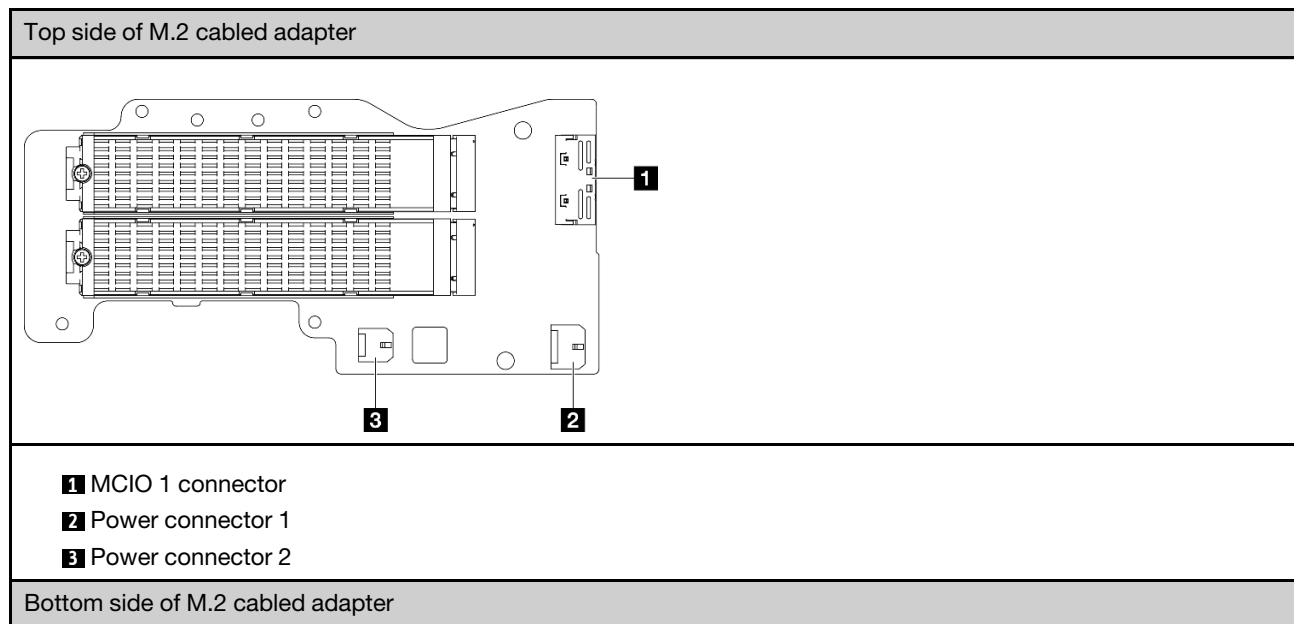 Top side of M.2 cabled adapter
1
3
2
1 MCIO 1 connector
2 Power connector 1
3 Power connector 2
Bottom side of M.2 cabled adapter